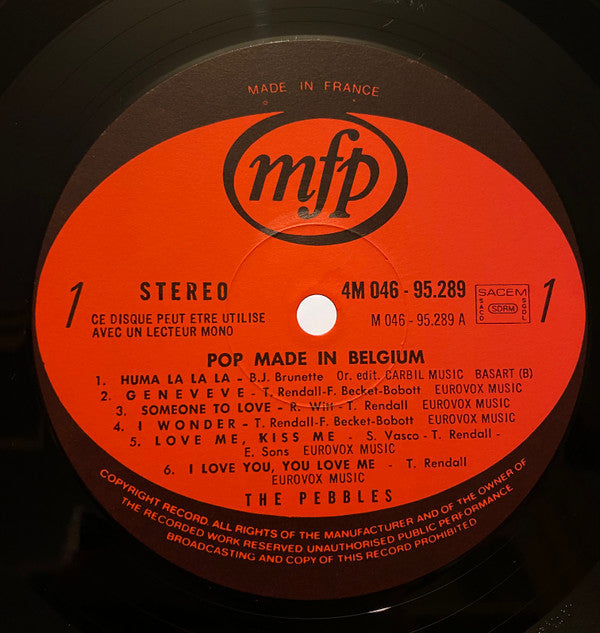 MADE IN FRANCE
mfp
1
STEREO
4M 046 - 95.289
SACEM
SACD
SDRM
SGDL
1
CE DISQUE PEUT ETRE UTILISE
AVEC UN LECTEUR MONO
M 046 - 95.289 A
POP MADE IN BELGIUM
1. HUMA LA LA LA - B.J. Brunette Or. edit. CARBIL MUSIC BASART (B)
2. GENEVEVE - T. Rendall-F. Becket-Bobott EUROVOX MUSIC
3. SOMEONE TO LOVE - R. Will - T. Rendall EUROVOX MUSIC
4. I WONDER - T. Rendall-F. Becket-Bobott EUROVOX MUSIC
5. LOVE ME, KISS ME - S. Vasco - T. Rendall -
E. Sons EUROVOX MUSIC
6. I LOVE YOU, YOU LOVE ME - T. Rendall
EUROVOX MUSIC
THE PEBBLES
COPYRIGHT RECORD. ALL RIGHTS OF THE MANUFACTURER AND OF THE OWNER OF
THE RECORDED WORK RESERVED UNAUTHORISED PUBLIC PERFORMANCE
BROADCASTING AND COPY OF THIS RECORD PROHIBITED